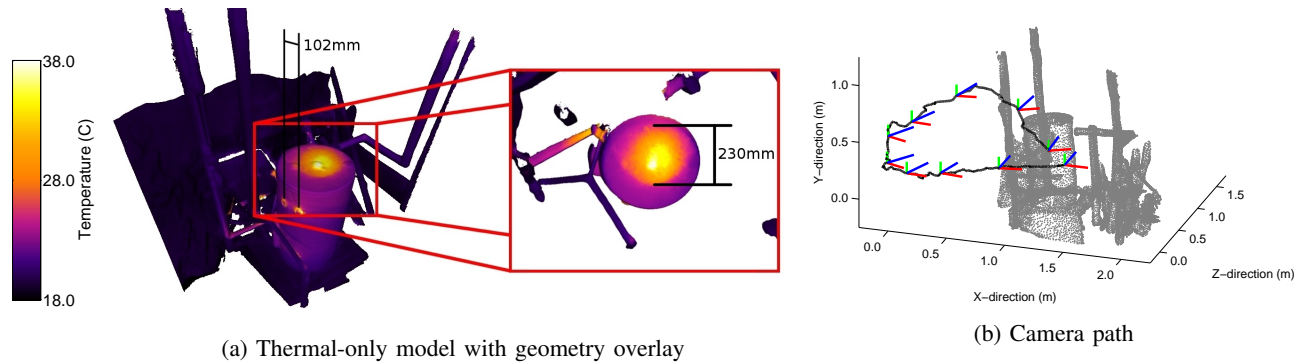 38.0
28.0
18.0
Temperature (C)
102mm
230mm
(a) Thermal-only model with geometry overlay
1.0
0.5
0.0
Y−direction (m)
0.0
0.5
1.0
1.5
2.0
X−direction (m)
0.0
0.5
1.0
1.5
Z−direction (m)
(b) Camera path